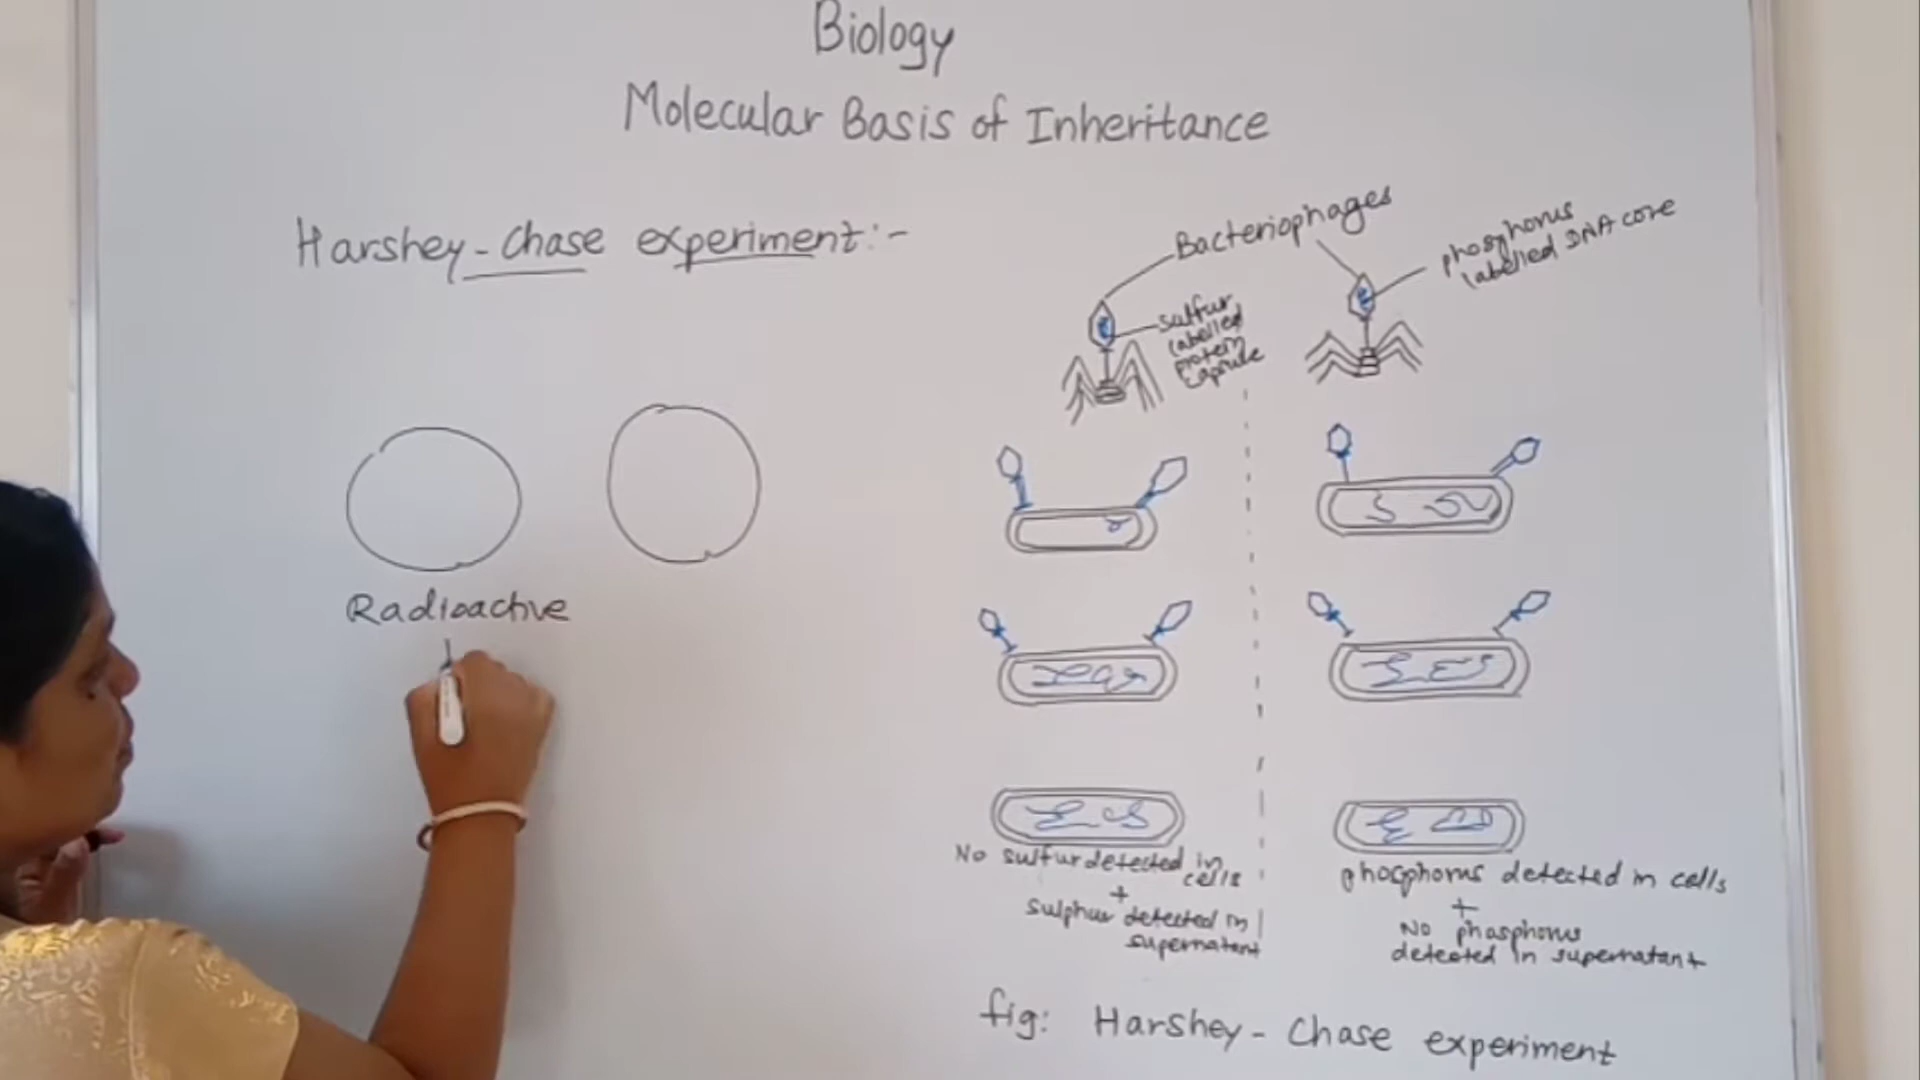 Biology
Molecular Basis of Inheritance
Harshey-Chase experiment:-
Radioactive
Bacteriophages
phosphorus
labelled DNA core
sulfur
labelled
protein
Capsule
No sulfur detected in
cells
+
Sulphur detected in
supernatant
phosphorus detected in cells
+
No phasphorus
detected in supernatant
fig: Harshey-Chase experiment